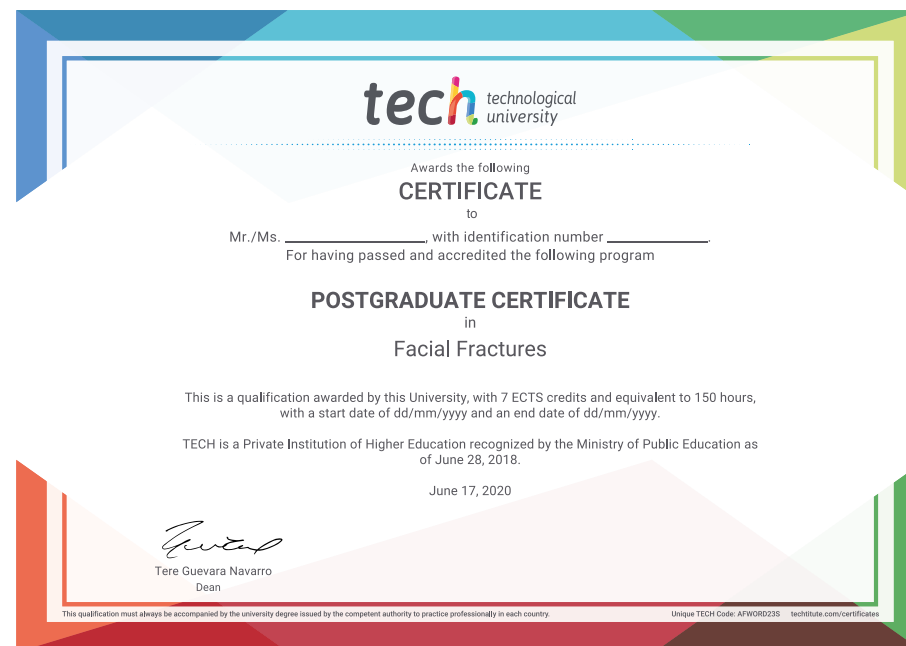 tech technological
university
Awards the following
CERTIFICATE
to
Mr./Ms. ____________________, with identification number ______________.
For having passed and accredited the following program
POSTGRADUATE CERTIFICATE
in
Facial Fractures
This is a qualification awarded by this University, with 7 ECTS credits and equivalent to 150 hours,
with a start date of dd/mm/yyyy and an end date of dd/mm/yyyy.
TECH is a Private Institution of Higher Education recognized by the Ministry of Public Education as
of June 28, 2018.
June 17, 2020
Tere Guevara Navarro
Dean
This qualification must always be accompanied by the university degree issued by the competent authority to practice professionally in each country. Unique TECH Code: AFWORD23S techtitute.com/certificates